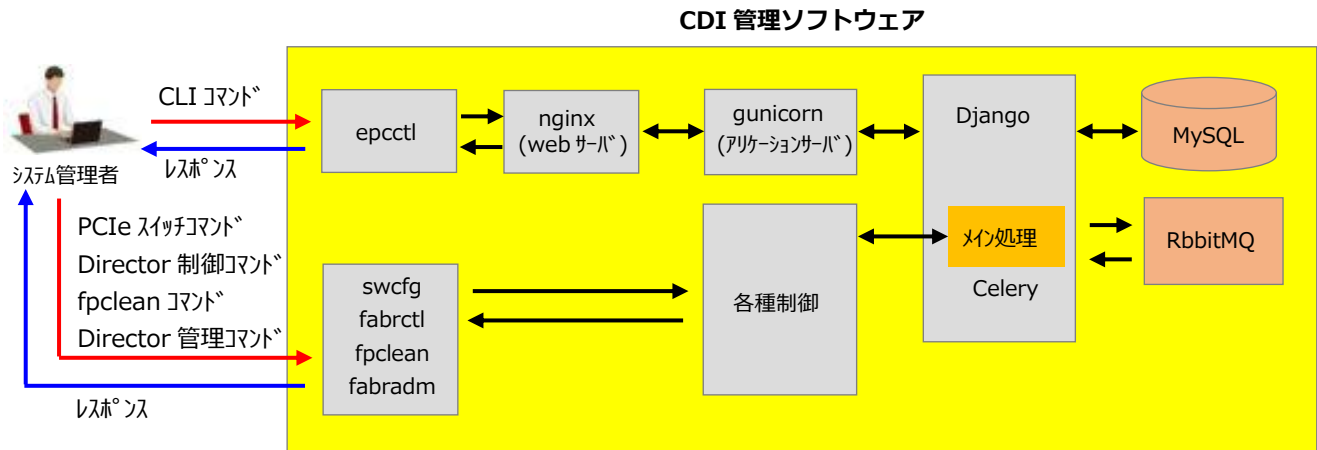 CDI 管理ソフトウェア
CLI コマンド
レスポンス
システム管理者
epcctl
nginx
(web サーバ)
gunicorn
(アリケーションサーバ)
Django
MySQL
メイン処理
Celery
RbbitMQ
PCIe スイッチコマンド
Director 制御コマンド
fpclean コマンド
Director 管理コマンド
レスポンス
swcfg
fabrctl
fpclean
fabradm
各種制御